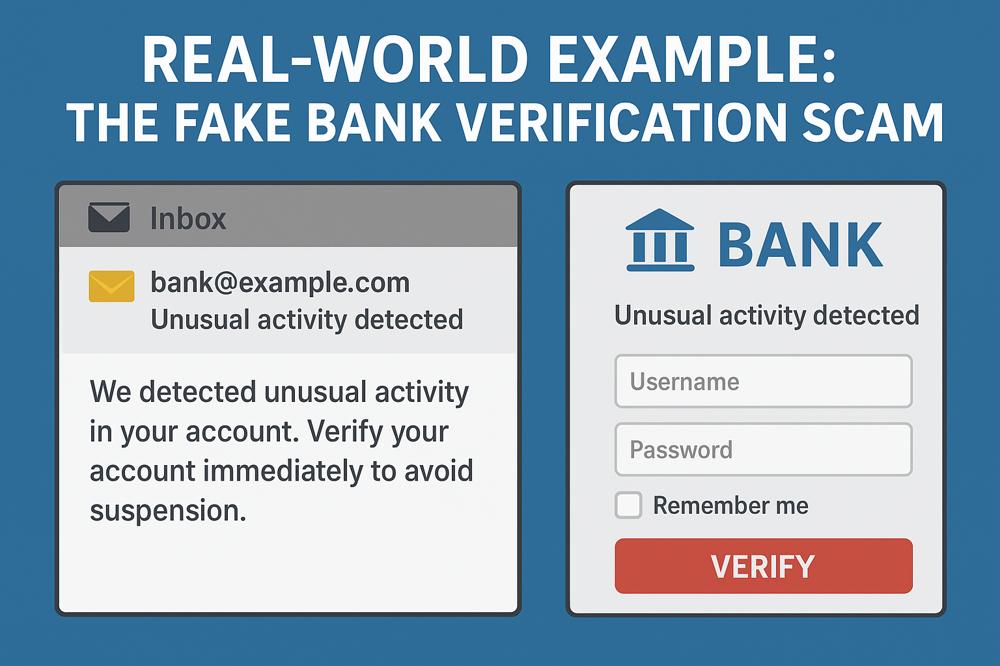 REAL-WORLD EXAMPLE:
THE FAKE BANK VERIFICATION SCAM
Inbox
bank@example.com
Unusual activity detected
We detected unusual activity
in your account. Verify your
account immediately to avoid
suspension.
BANK
Unusual activity detected
Username
Password
Remember me
VERIFY